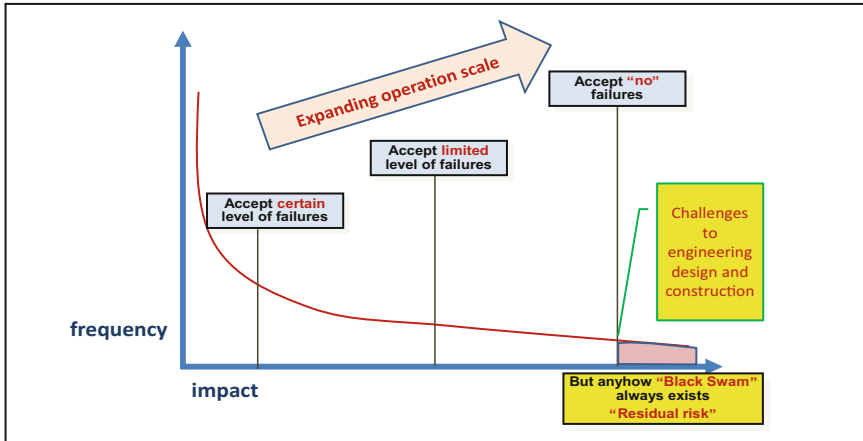 Expanding operation scale
Accept “no”
failures
Accept limited
level of failures
Accept certain
level of failures
Challenges
to
engineering
design and
construction
frequency
impact
But anyhow “Black Swam”
always exists
“Residual risk”